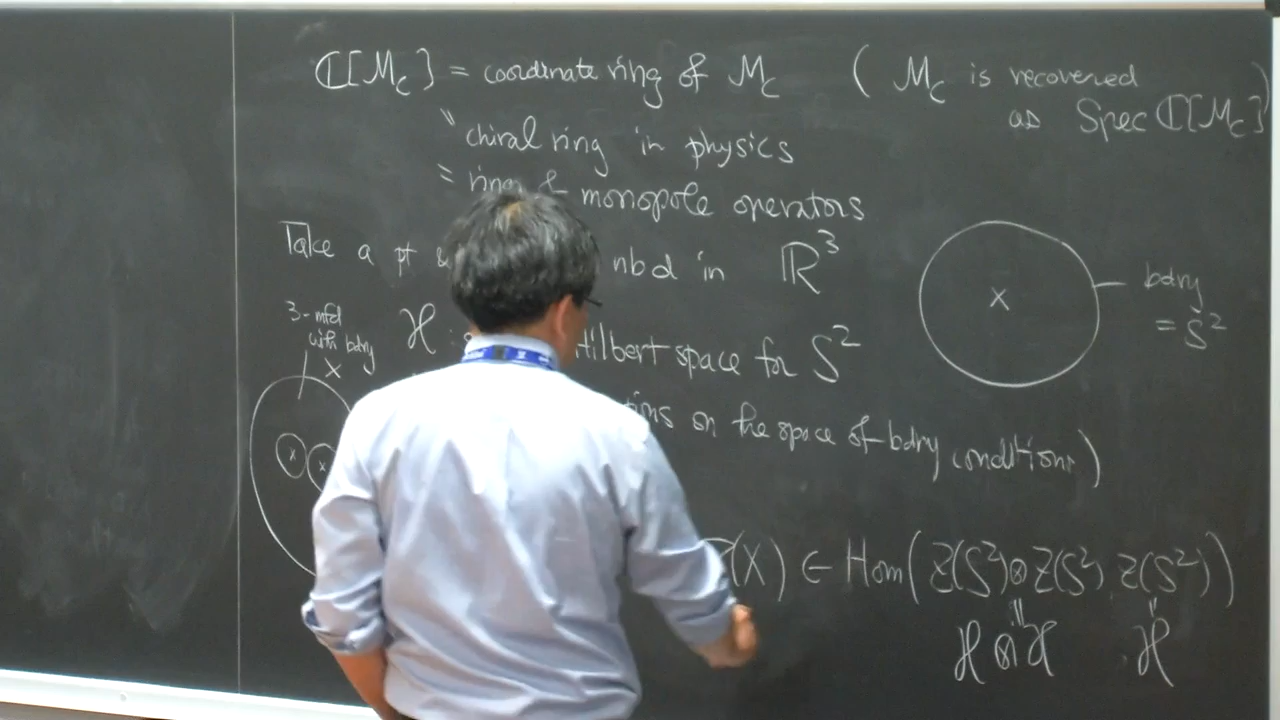 ℂ[M_C] = coordinate ring of M_C ( M_C is recovered
as Spec ℂ[M_C] )
" chiral ring in physics
= ring of monopole operators
Take a pt & nbd in ℝ³
bdry
= S²
3-mfd
with bdry
X
ℋ : Hilbert space for S²
on the space of bdry conditions)
Z(X) ∈ Hom(Z(S²)⊗Z(S²), Z(S²))
" "
ℋ⊗ℋ ℋ